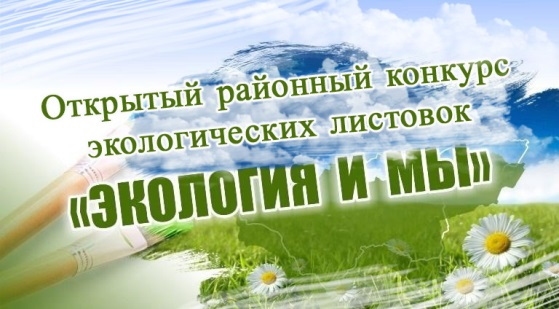 Открытый районный конкурс
экологических листовок
«ЭКОЛОГИЯ И МЫ»